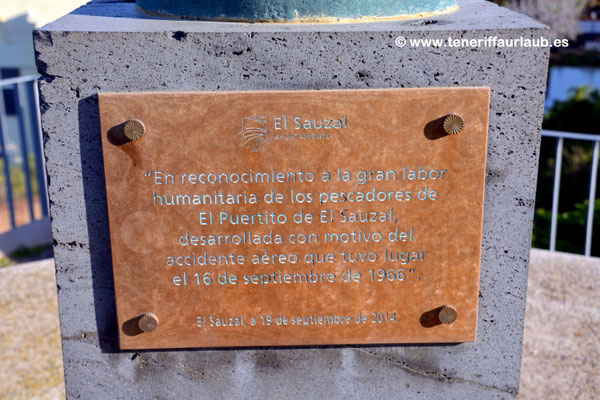 © www.teneriffaurlaub.es
El Sauzal
AYUNTAMIENTO
“En reconocimiento a la gran labor
humanitaria de los pescadores de
El Puertito de El Sauzal,
desarrollada con motivo del
accidente aéreo que tuvo lugar
el 16 de septiembre de 1966”.
El Sauzal, a 19 de septiembre de 2014.